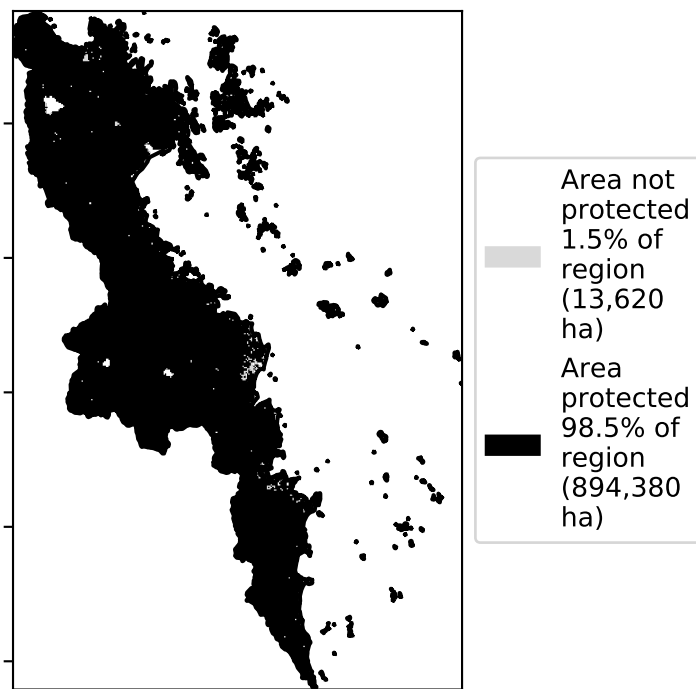 Area not
protected
1.5% of
region
(13,620
ha)
Area
protected
98.5% of
region
(894,380
ha)